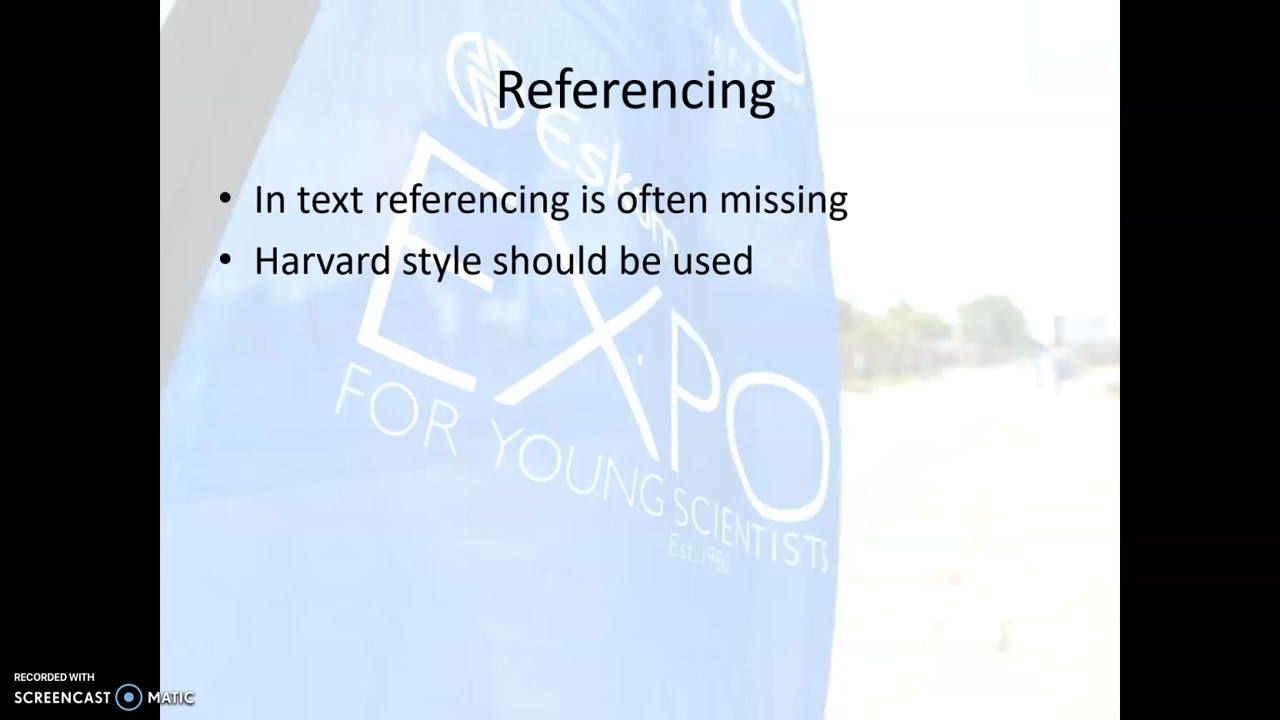 Referencing
• In text referencing is often missing
• Harvard style should be used
Eskom
EXPO
FOR YOUNG SCIENTISTS
Est. 1980
RECORDED WITH
SCREENCAST MATIC